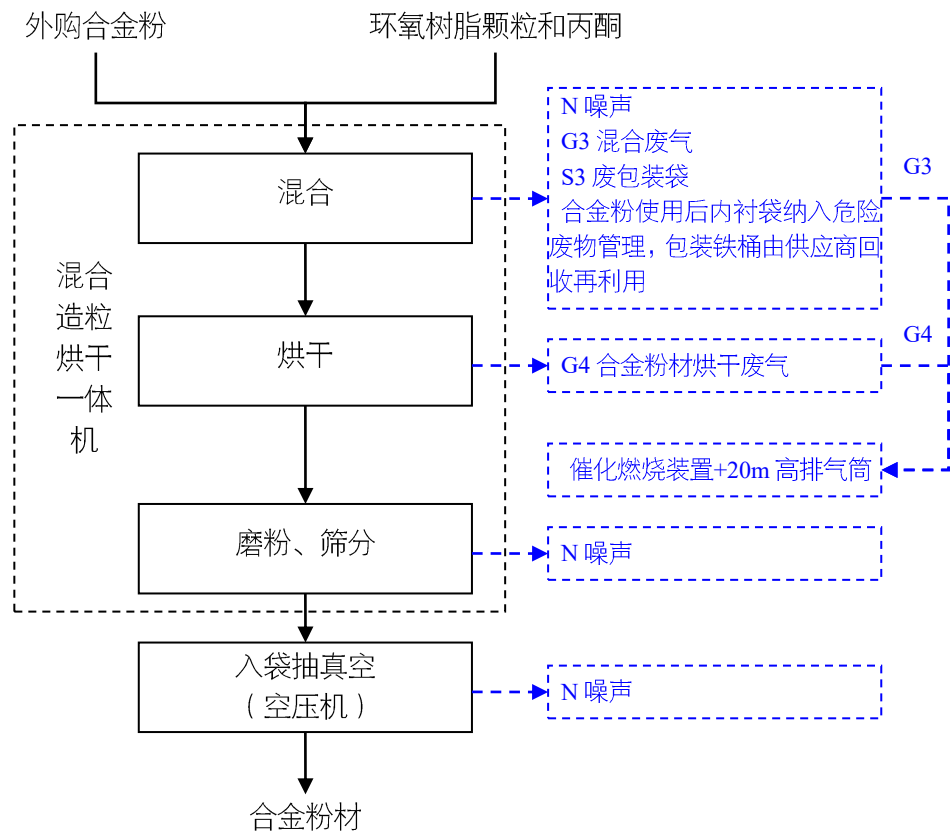 外购合金粉
环氧树脂颗粒和丙酮
N 噪声
G3 混合废气
S3 废包装袋
合金粉使用后内衬袋纳入危险
废物管理，包装铁桶由供应商回
收再利用
G3
混合
混合
造粒
烘干
一体
机
烘干
G4 合金粉材烘干废气
G4
催化燃烧装置+20m 高排气筒
磨粉、筛分
N 噪声
入袋抽真空
（空压机）
N 噪声
合金粉材